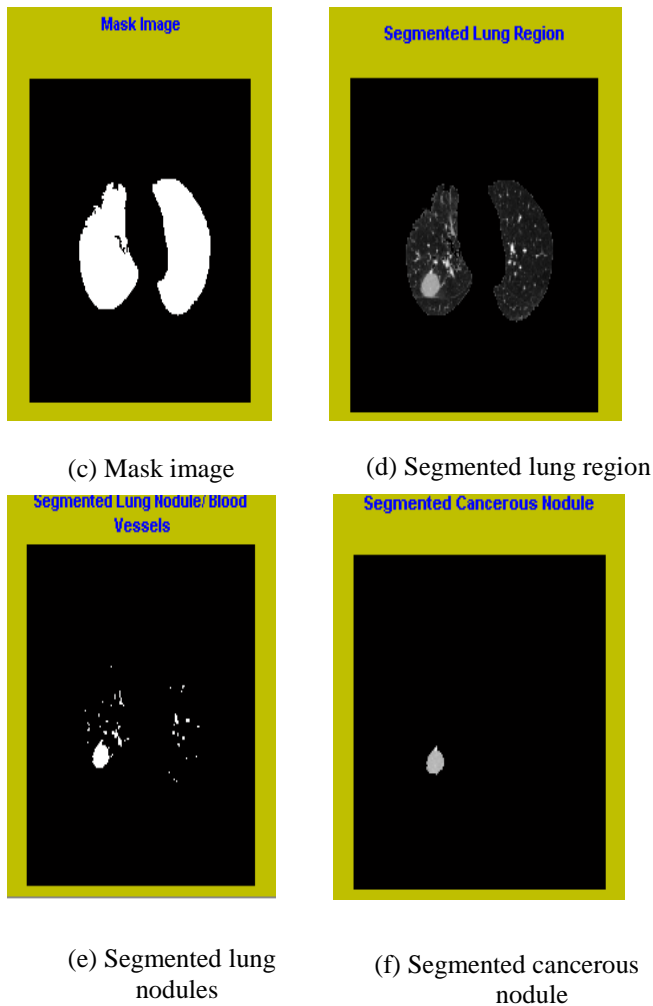 Mask Image
Segmented Lung Region
(c) Mask image
(d) Segmented lung region
Segmented Lung Nodule/ Blood
Vessels
Segmented Cancerous Nodule
(e) Segmented lung
nodules
(f) Segmented cancerous
nodule